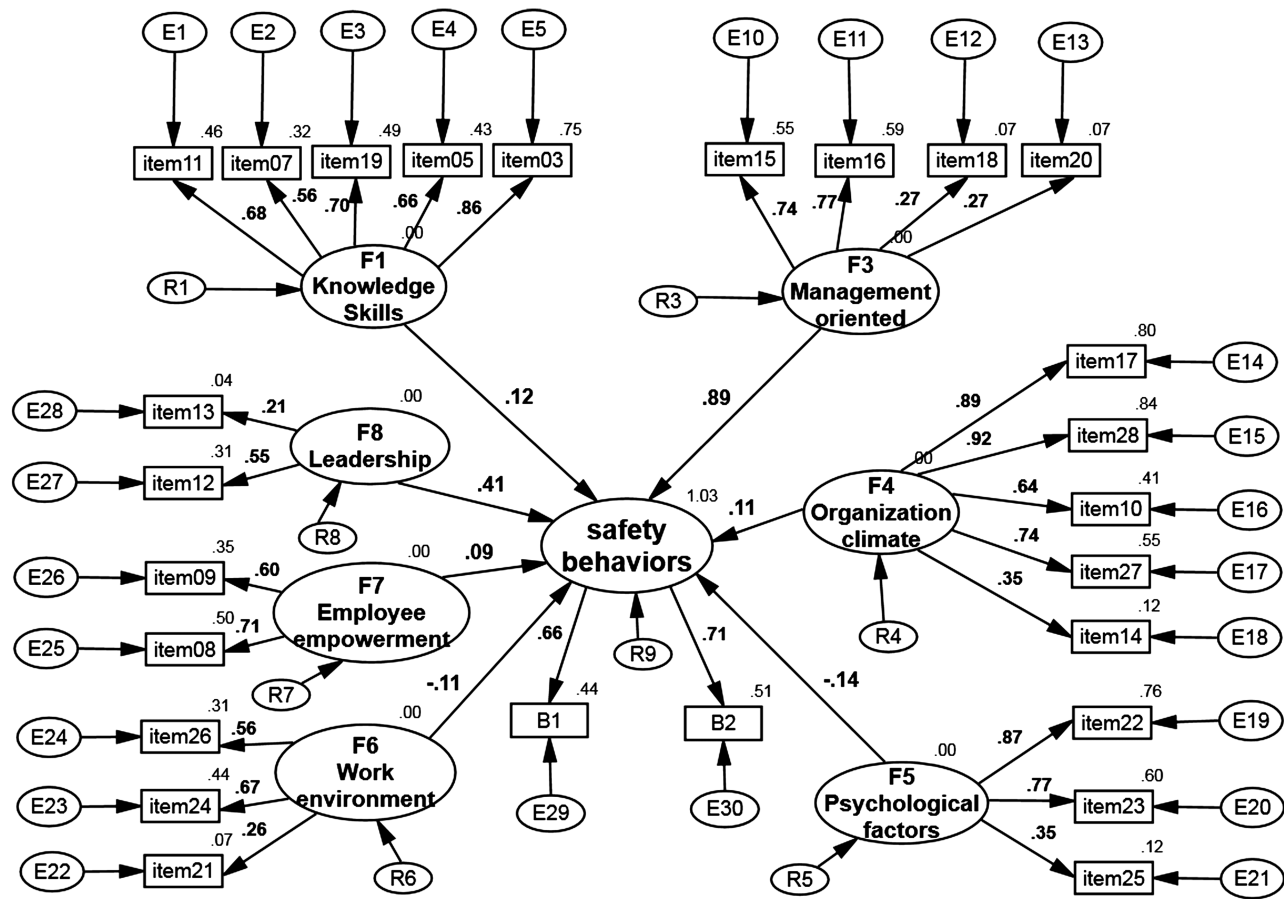 E1 E2 E3 E4 E5
E10 E11 E12 E13
.46 .32 .49 .43 .75
item11 item07 item19 item05 item03
.55 .59 .07 .07
item15 item16 item18 item20
.68 .56 .70 .66 .86
.74 .77 .27 .27
.00
F1
Knowledge
Skills
R1
.00
F3
Management
oriented
R3
.12
.89
.04
E28 item13 .21
.31
E27 item12 .55
.00
F8
Leadership
R8
.41
.80
.89 item17 E14
.84
.92 item28 E15
.41
.64 item10 E16
.55
.74 item27 E17
.12
.35 item14 E18
.00
F4
Organization
climate
R4
.11
1.03
safety
behaviors
R9
.35
E26 item09 .60
.50
E25 item08 .71
.00
F7
Employee
empowerment
R7
.09
.66 .71
.44 .51
B1 B2
E29 E30
-.11
-.14
.31
E24 item26 .56
.44
E23 item24 .67
.07
E22 item21 .26
.00
F6
Work
environment
R6
.00
F5
Psychological
factors
R5
.76
.87 item22 E19
.60
.77 item23 E20
.12
.35 item25 E21